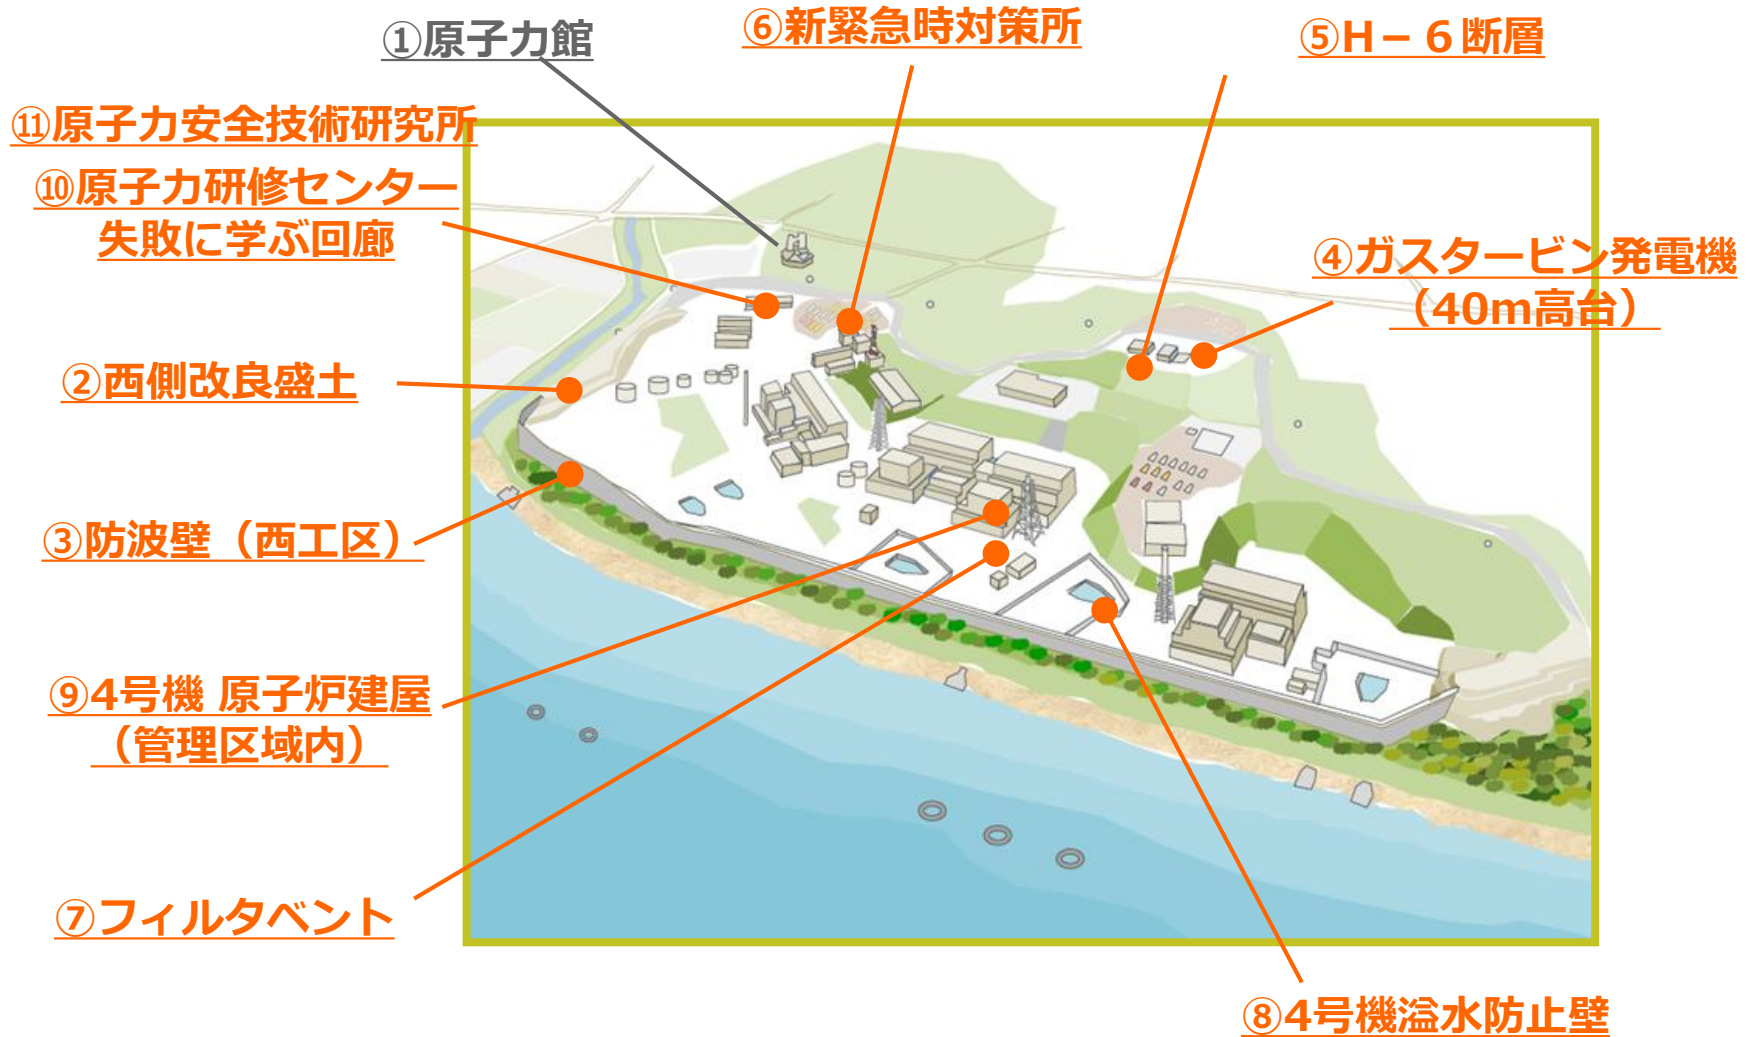 ①原子力館
⑥新緊急時対策所
⑤H－６断層
⑪原子力安全技術研究所
⑩原子力研修センター
失敗に学ぶ回廊
④ガスタービン発電機
（40m高台）
②西側改良盛土
③防波壁（西工区）
⑨4号機 原子炉建屋
（管理区域内）
⑦フィルタベント
⑧4号機溢水防止壁